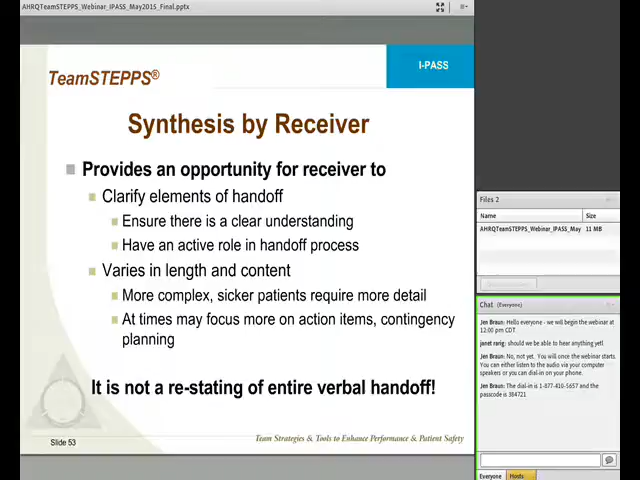 AHRQTeamSTEPPS_Webinar_IPASS_May2015_Final.pptx
TeamSTEPPS®
I-PASS
Synthesis by Receiver
Provides an opportunity for receiver to
Clarify elements of handoff
Ensure there is a clear understanding
Have an active role in handoff process
Varies in length and content
More complex, sicker patients require more detail
At times may focus more on action items, contingency
planning
It is not a re-stating of entire verbal handoff!
Slide 53
Team Strategies & Tools to Enhance Performance & Patient Safety
Files 2
Name Size
AHRQTeamSTEPPS_Webinar_IPASS_May 11 MB
Chat (Everyone)
Jen Braun: Hello everyone - we will begin the webinar at
12:00 pm CDT.
janet rarig: should we be able to hear anything yet!
Jen Braun: No, not yet. You will once the webinar starts.
You can either listen to the audio via your computer
speakers or you can dial-in on your phone.
Jen Braun: The dial-in is 1-877-410-5657 and the
passcode is 384721
Everyone Hosts